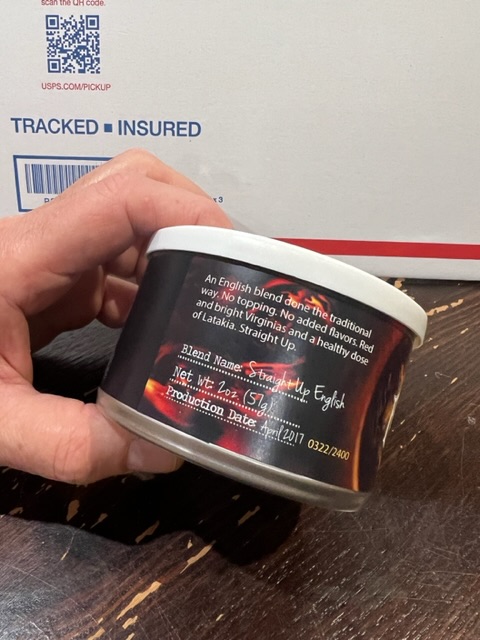 scan the QR code.
USPS.COM/PICKUP
TRACKED ■ INSURED
An English blend done the traditional
way. No topping. No added flavors. Red
and bright Virginias and a healthy dose
of Latakia. Straight Up.
Blend Name: Straight Up English
Net Wt: 2oz. (57g)
Production Date: April 2017 0322/2400